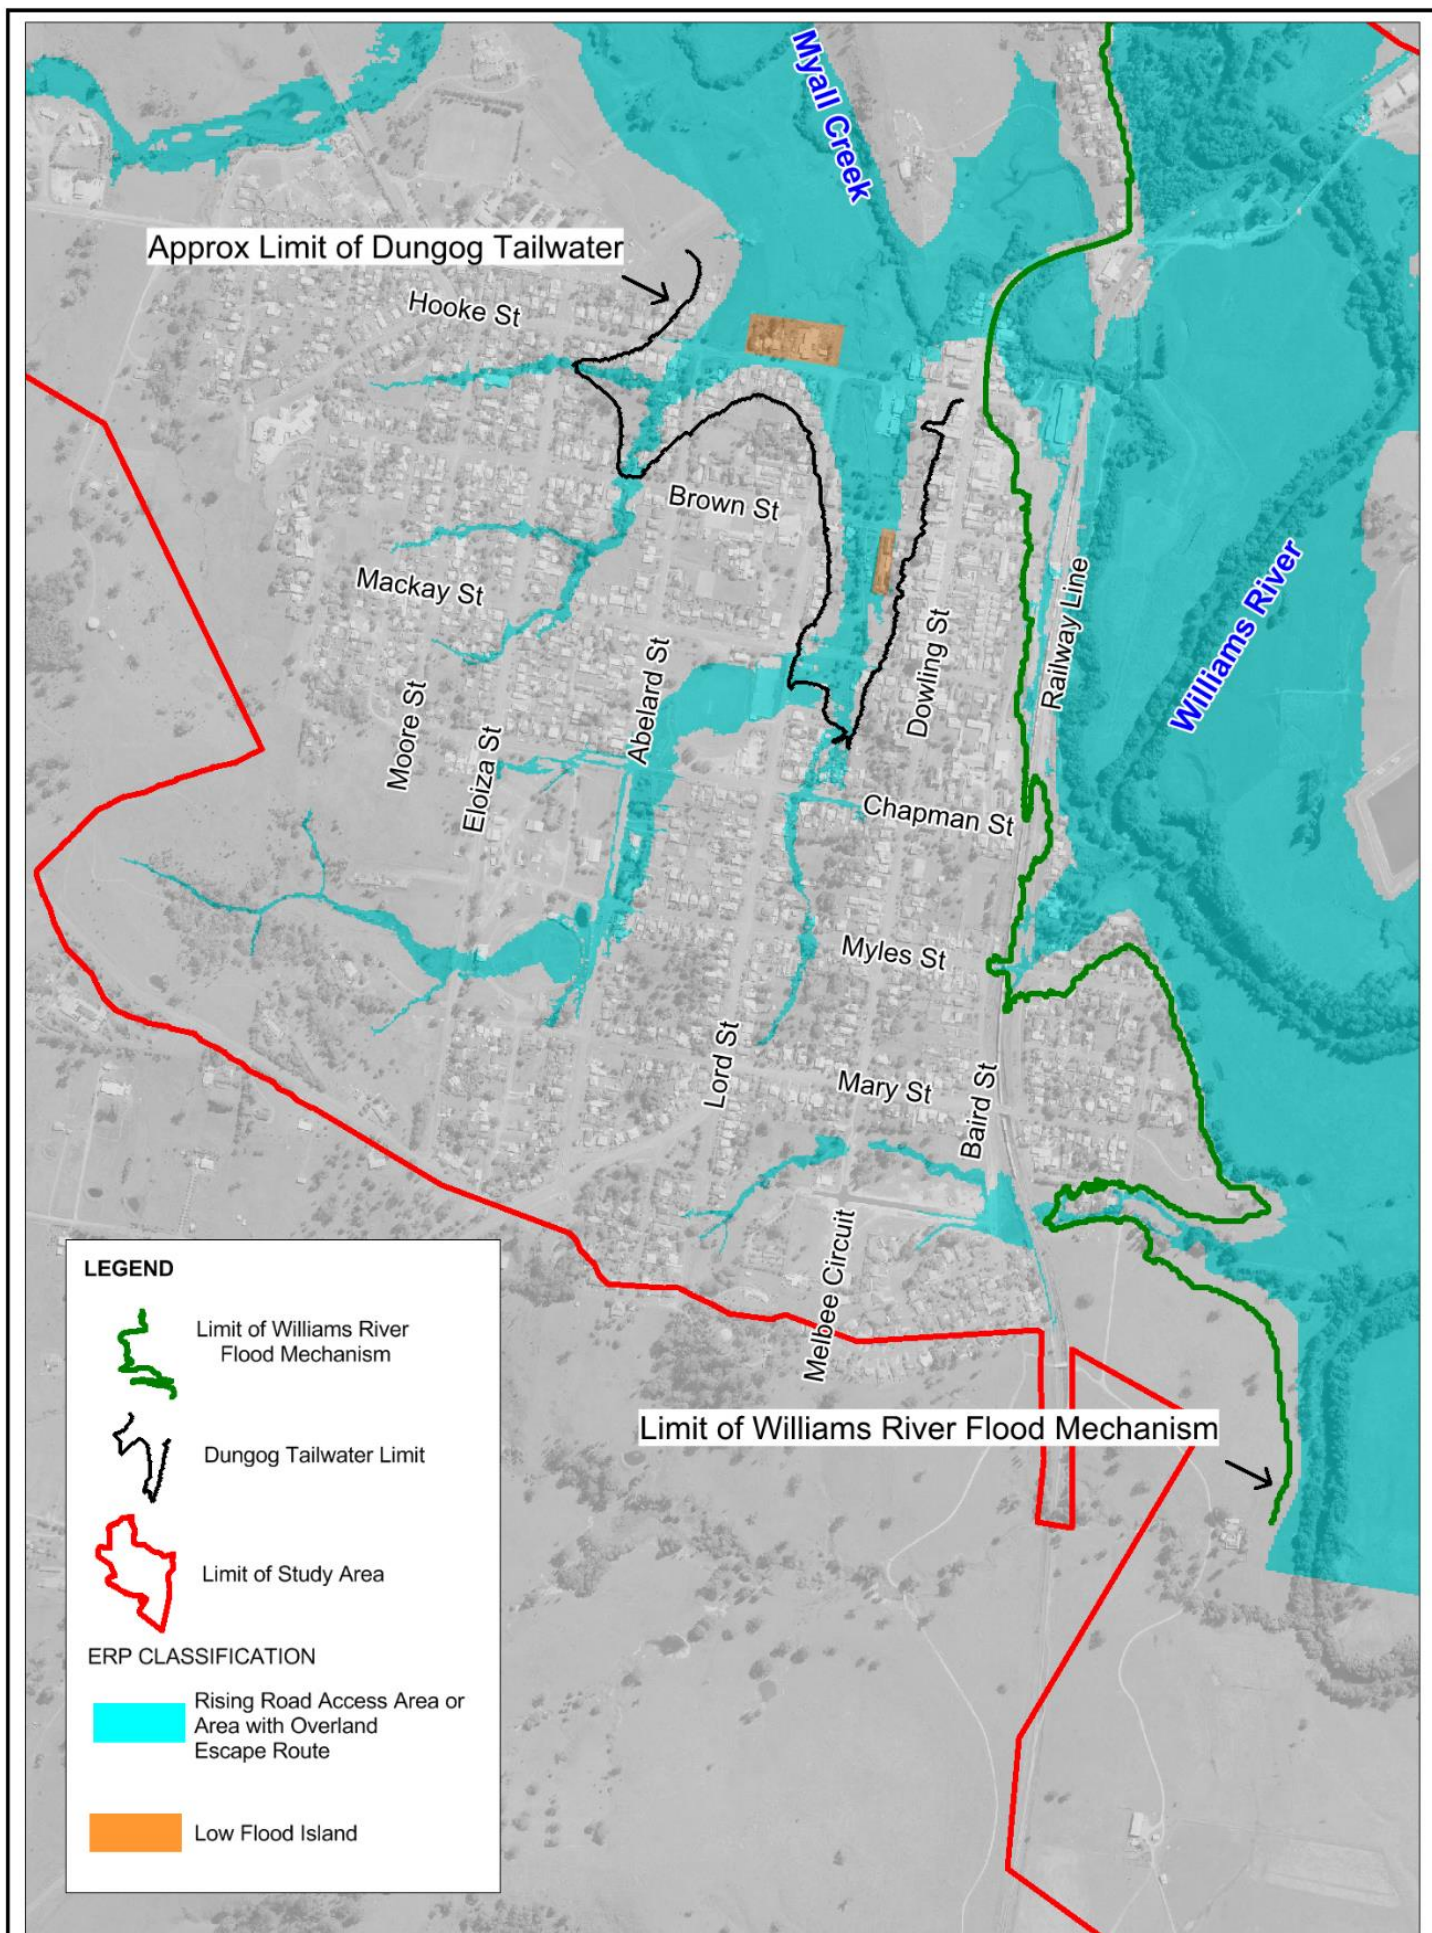 Myall Creek
Approx Limit of Dungog Tailwater
Hooke St
Brown St
Mackay St
Williams River
Railway Line
Dowling St
Abelard St
Moore St
Eloiza St
Chapman St
Myles St
Lord St
Mary St
Baird St
Melbee Circuit
Limit of Williams River Flood Mechanism
LEGEND
Limit of Williams River
Flood Mechanism
Dungog Tailwater Limit
Limit of Study Area
ERP CLASSIFICATION
Rising Road Access Area or
Area with Overland
Escape Route
Low Flood Island